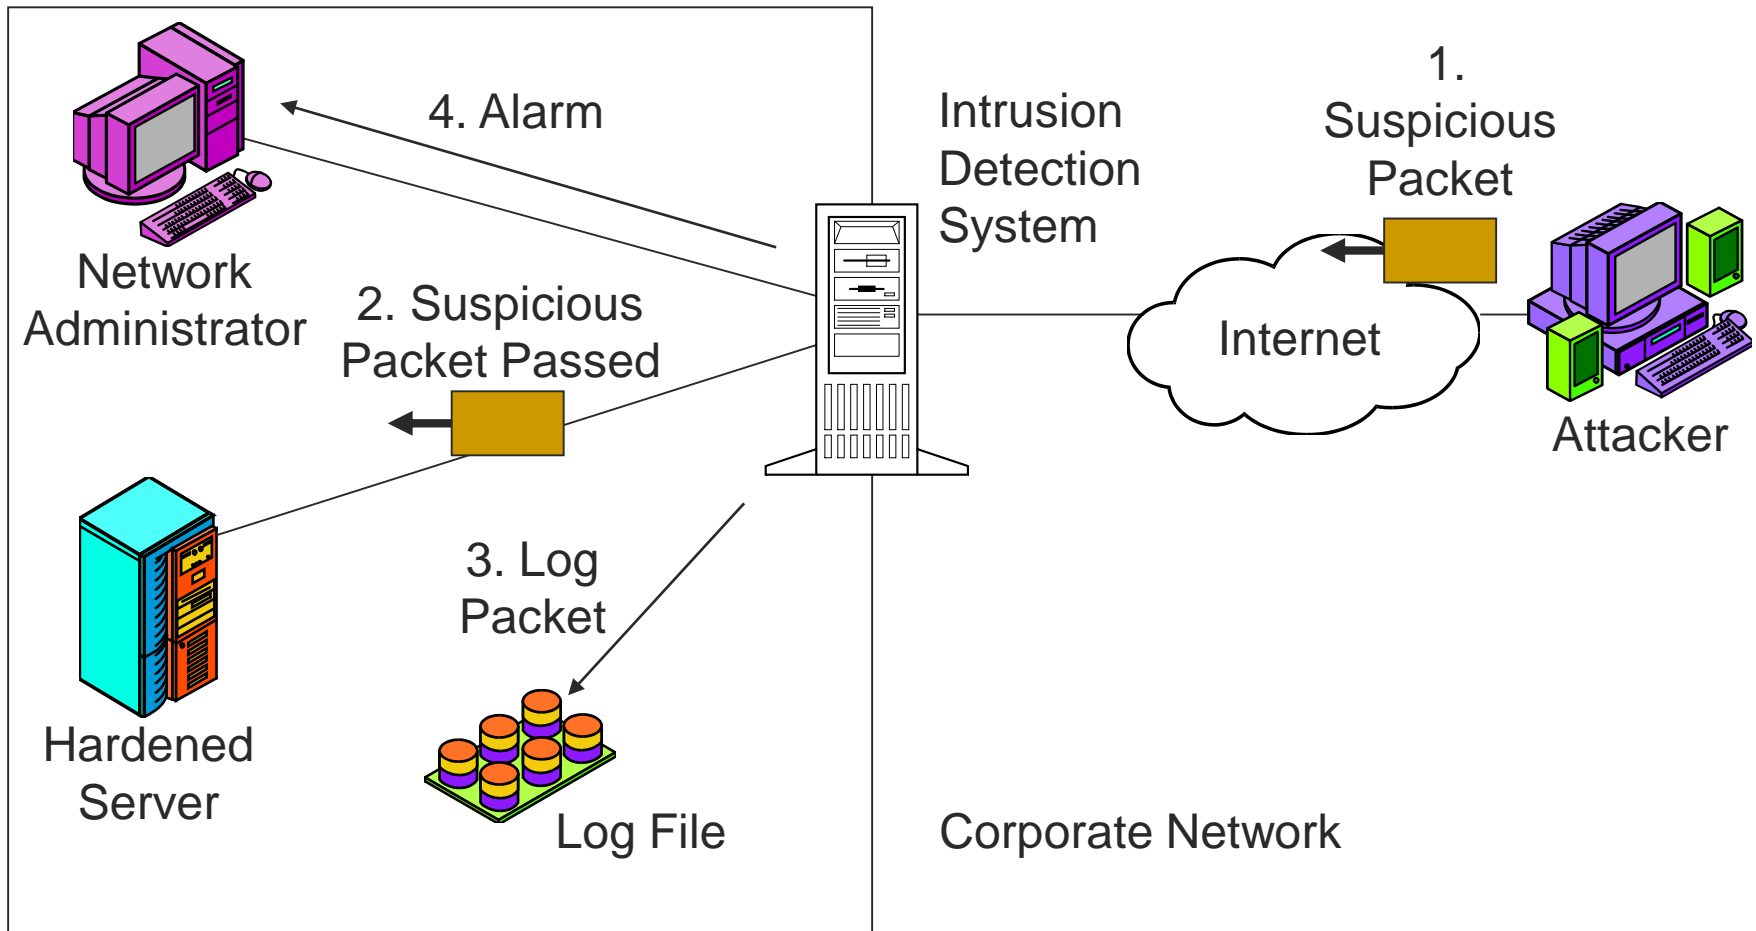 1.
Suspicious
Packet
4. Alarm
Intrusion
Detection
System
Network
Administrator
2. Suspicious
Packet Passed
Internet
Attacker
3. Log
Packet
Hardened
Server
Log File
Corporate Network